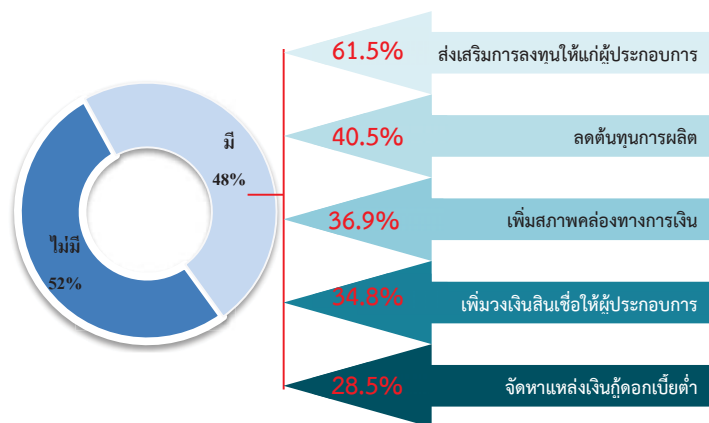 มี
48%
ไม่มี
52%
61.5% ส่งเสริมการลงทุนให้แก่ผู้ประกอบการ
40.5% ลดต้นทุนการผลิต
36.9% เพิ่มสภาพคล่องทางการเงิน
34.8% เพิ่มวงเงินสินเชื่อให้ผู้ประกอบการ
28.5% จัดหาแหล่งเงินกู้ดอกเบี้ยต่ำ